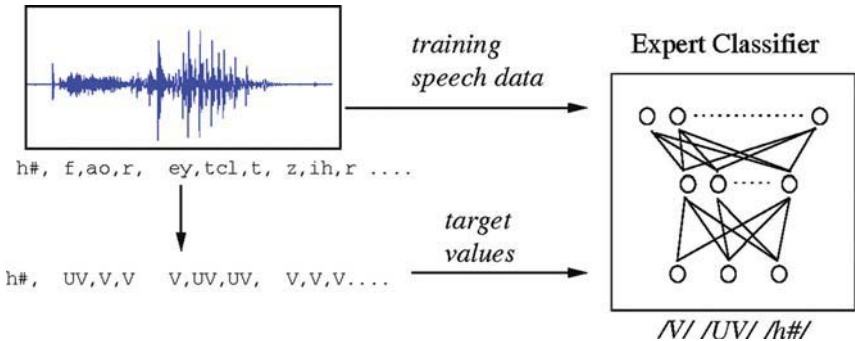 training
speech data
Expert Classifier
h#, f,ao,r, ey,tcl,t, z,ih,r ....
target
values
h#, UV,V,V V,UV,UV, V,V,V....
/V/ /UV/ /h#/